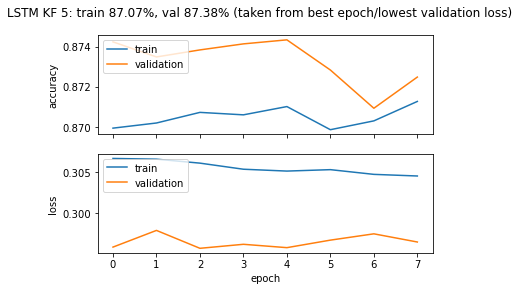 LSTM KF 5: train 87.07%, val 87.38% (taken from best epoch/lowest validation loss)
0.874
0.872
0.870
accuracy
train
validation
0.305
0.300
loss
train
validation
0 1 2 3 4 5 6 7
epoch